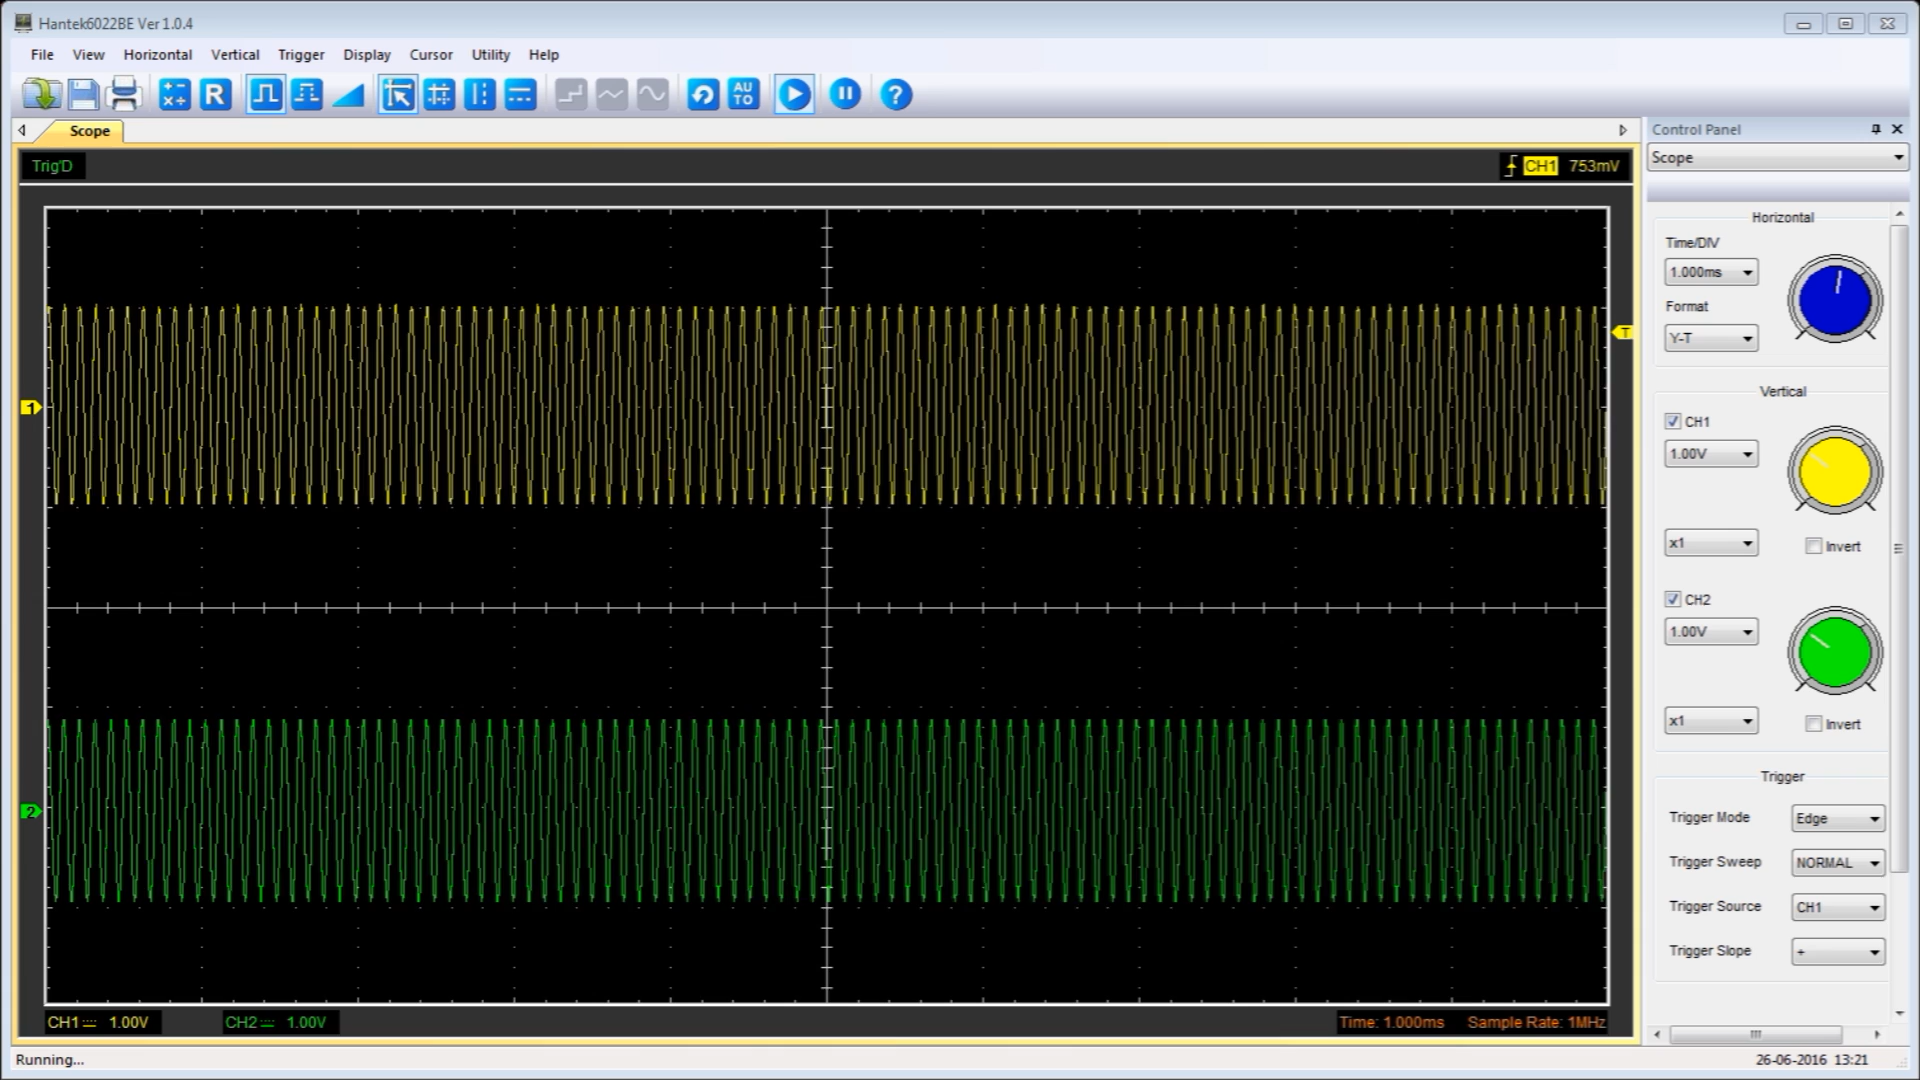 Hantek6022BE Ver 1.0.4
File View Horizontal Vertical Trigger Display Cursor Utility Help
R AU TO ?
Scope
Control Panel
Scope
Trig'D
CH1 753mV
Horizontal
Time/DIV
1.000ms
Format
Y-T
T
Vertical
CH1
1.00V
1
x1
Invert
CH2
1.00V
x1
Invert
Trigger
2
Trigger Mode Edge
Trigger Sweep NORMAL
Trigger Source CH1
Trigger Slope +
CH1 1.00V CH2 1.00V Time: 1.000ms Sample Rate: 1MHz
Running... 26-06-2016 13:21